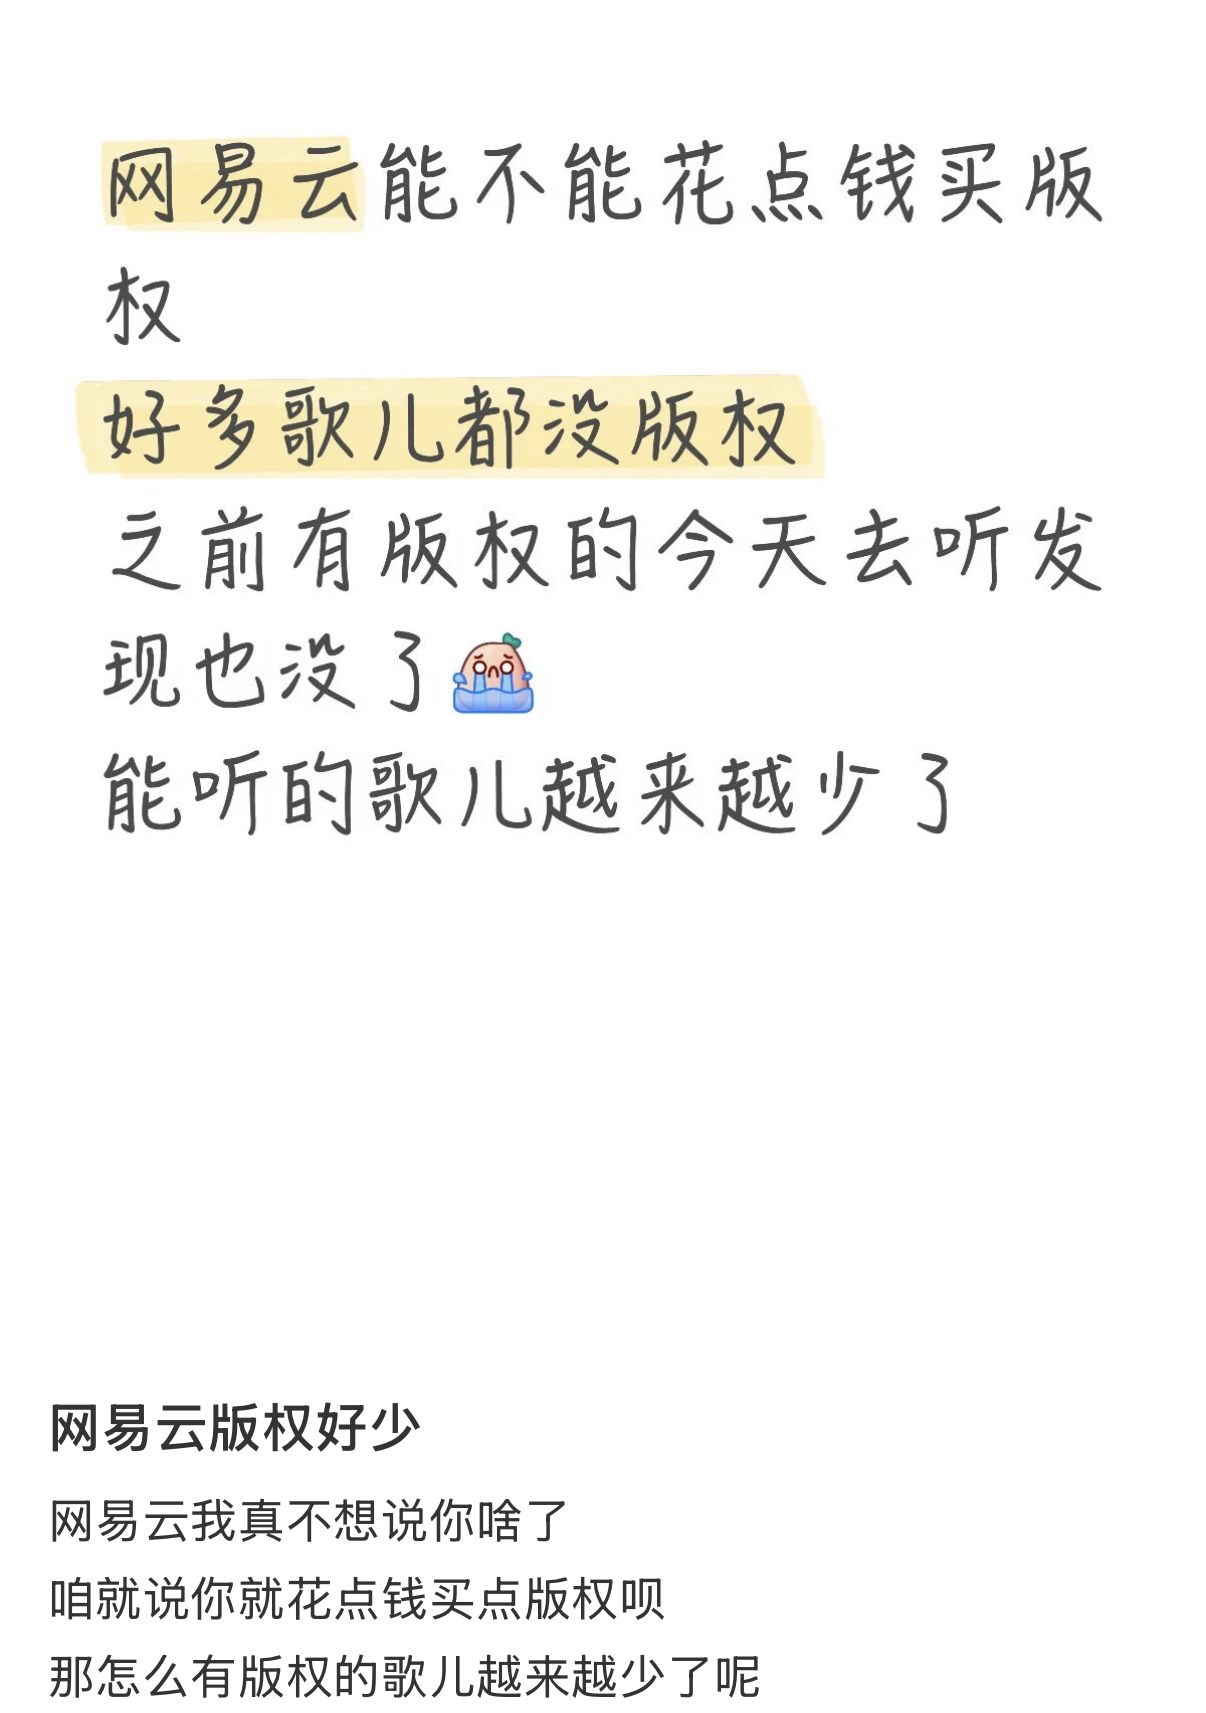 网易云能不能花点钱买版
权
好多歌儿都没版权
之前有版权的今天去听发
现也没了
能听的歌儿越来越少了
网易云版权好少
网易云我真不想说你啥了
咱就说你就花点钱买点版权呗
那怎么有版权的歌儿越来越少了呢